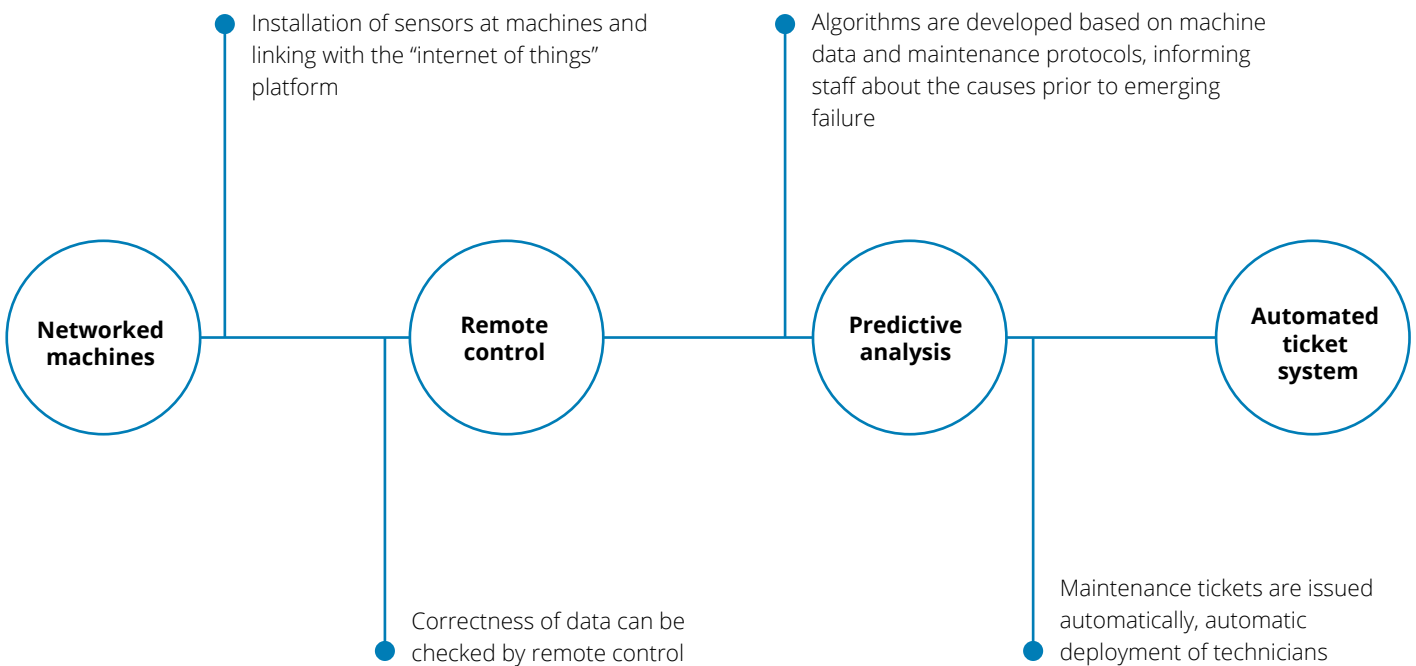 Installation of sensors at machines and
linking with the “internet of things”
platform
Algorithms are developed based on machine
data and maintenance protocols, informing
staff about the causes prior to emerging
failure
Networked
machines
Remote
control
Predictive
analysis
Automated
ticket
system
Correctness of data can be
checked by remote control
Maintenance tickets are issued
automatically, automatic
deployment of technicians